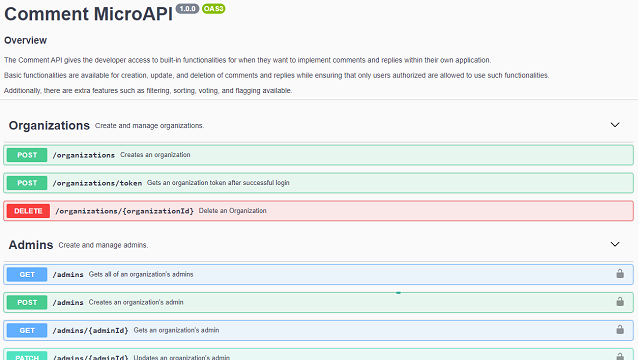 Comment MicroAPI 1.0.0 OAS3
Overview
The Comment API gives the developer access to built-in functionalities for when they want to implement comments and replies within their own application.
Basic functionalities are available for creation, update, and deletion of comments and replies while ensuring that only users authorized are allowed to use such functionalities.
Additionally, there are extra features such as filtering, sorting, voting, and flagging available.
Organizations Create and manage organizations.
POST /organizations Creates an organization
POST /organizations/token Gets an organization token after successful login
DELETE /organizations/{organizationId} Delete an Organization
Admins Create and manage admins.
GET /admins Gets all of an organization's admins
POST /admins Creates an organization's admin
GET /admins/{adminId} Gets an organization's admin
PATCH /admins/{adminId} Updates an organization's admin